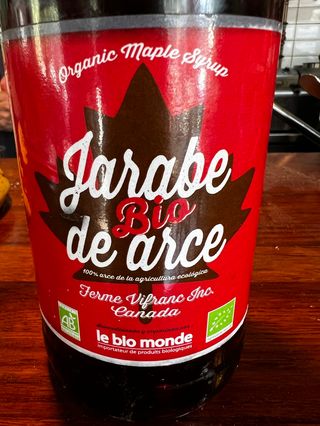 Organic Maple Syrup
Jarabe
Bio
de arce
100% arce de la agricultura ecológica
Ferme Vifranc Inc.
Canada
le bio monde
importateur de produits biologiques
AB